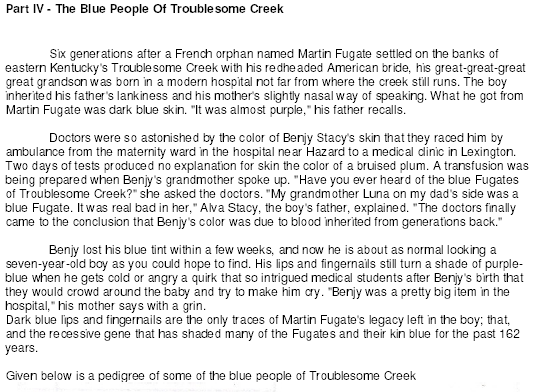 Part IV - The Blue People Of Troublesome Creek
Six generations after a French orphan named Martin Fugate settled on the banks of
eastern Kentucky's Troublesome Creek with his redheaded American bride, his great-great-great
great grandson was born in a modern hospital not far from where the creek still runs. The boy
inherited his father's lankiness and his mother's slightly nasal way of speaking. What he got from
Martin Fugate was dark blue skin. "It was almost purple," his father recalls.
Doctors were so astonished by the color of Benjy Stacy's skin that they raced him by
ambulance from the maternity ward in the hospital near Hazard to a medical clinic in Lexington.
Two days of tests produced no explanation for skin the color of a bruised plum. A transfusion was
being prepared when Benjy's grandmother spoke up. "Have you ever heard of the blue Fugates
of Troublesome Creek?" she asked the doctors. "My grandmother Luna on my dad's side was a
blue Fugate. It was real bad in her," Alva Stacy, the boy's father, explained. "The doctors finally
came to the conclusion that Benjy's color was due to blood inherited from generations back."
Benjy lost his blue tint within a few weeks, and now he is about as normal looking a
seven-year-old boy as you could hope to find. His lips and fingernails still turn a shade of purple-
blue when he gets cold or angry a quirk that so intrigued medical students after Benjy's birth that
they would crowd around the baby and try to make him cry. "Benjy was a pretty big item in the
hospital," his mother says with a grin.
Dark blue lips and fingernails are the only traces of Martin Fugate's legacy left in the boy; that,
and the recessive gene that has shaded many of the Fugates and their kin blue for the past 162
years.
Given below is a pedigree of some of the blue people of Troublesome Creek